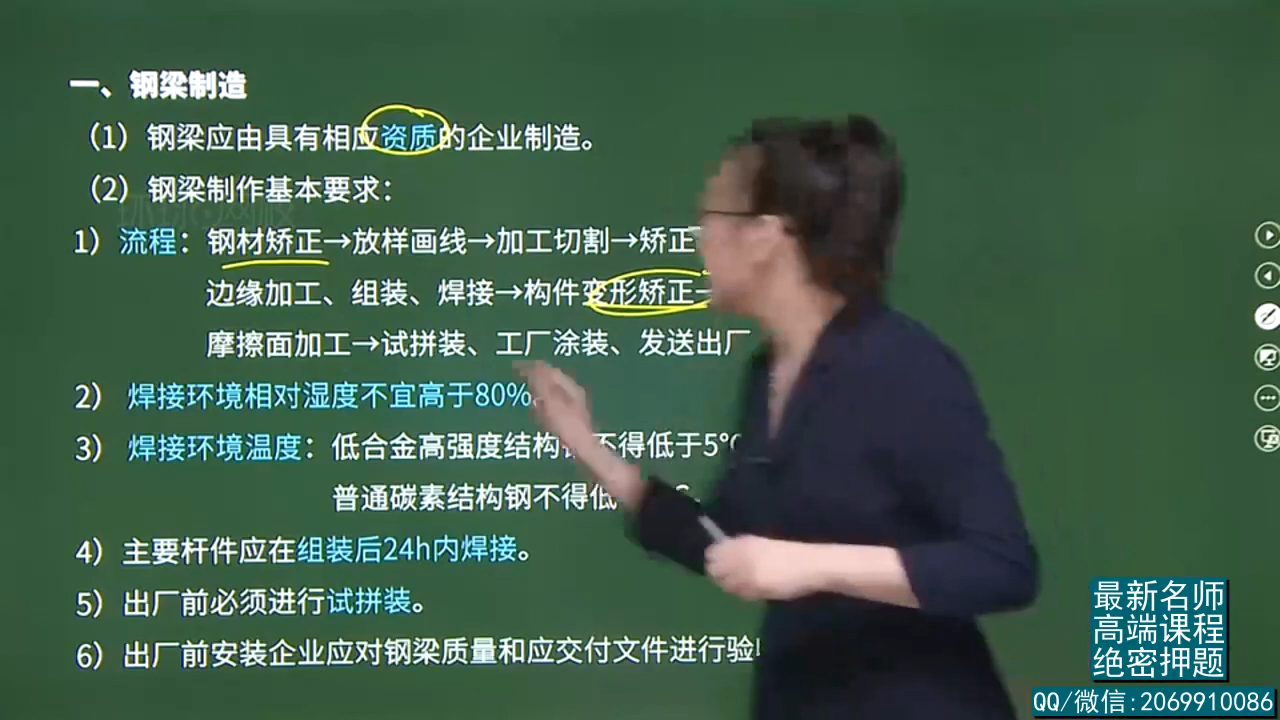 一、钢梁制造
（1）钢梁应由具有相应资质的企业制造。
（2）钢梁制作基本要求：
1）流程：钢材矫正→放样画线→加工切割→矫正
边缘加工、组装、焊接→构件变形矫正→
摩擦面加工→试拼装、工厂涂装、发送出厂
2） 焊接环境相对湿度不宜高于80%
3） 焊接环境温度：低合金高强度结构 不得低于5°C
普通碳素结构钢不得低
4）主要杆件应在组装后24h内焊接。
5）出厂前必须进行试拼装。
6）出厂前安装企业应对钢梁质量和应交付文件进行验
环球网校
最新名师
高端课程
绝密押题
QQ/微信:2069910086